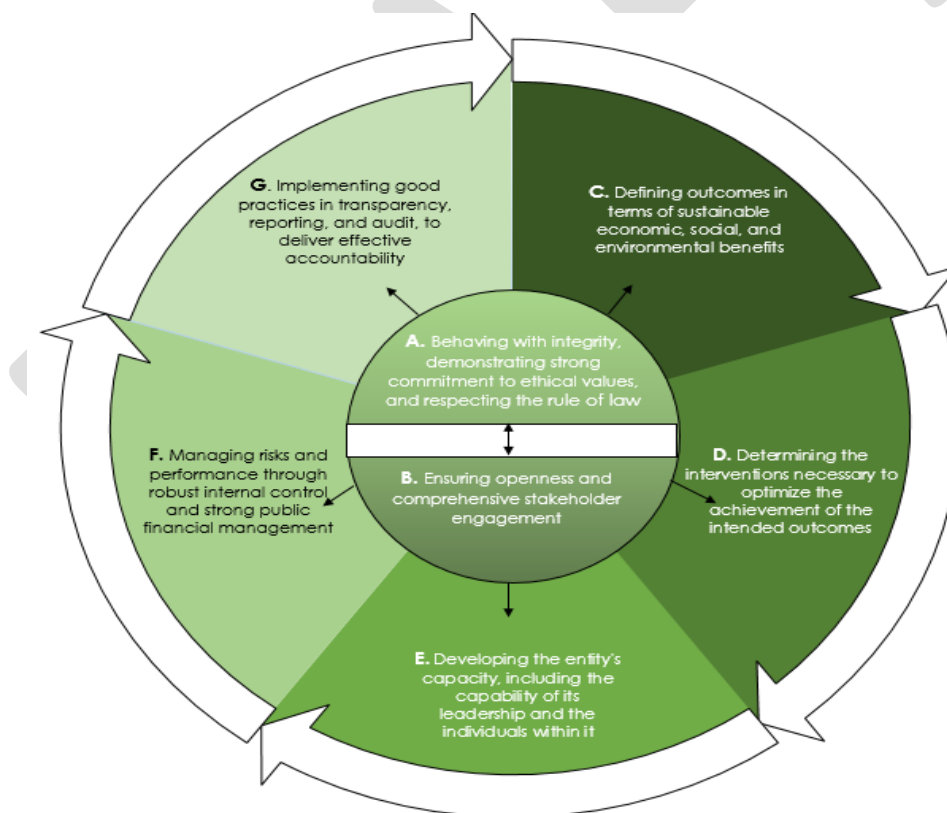 G. Implementing good
practices in transparency,
reporting, and audit, to
deliver effective
accountability
C. Defining outcomes in
terms of sustainable
economic, social, and
environmental benefits
A. Behaving with integrity,
demonstrating strong
commitment to ethical values,
and respecting the rule of law
B. Ensuring openness and
comprehensive stakeholder
engagement
F. Managing risks and
performance through
robust internal control
and strong public
financial management
D. Determining the
interventions necessary to
optimize the
achievement of the
intended outcomes
E. Developing the entity's
capacity, including the
capability of its
leadership and the
individuals within it